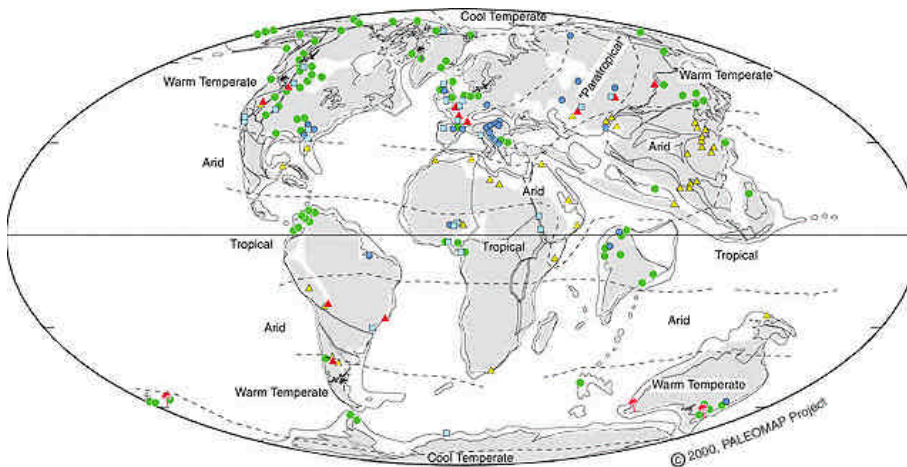 Cool Temperate
Warm Temperate
"Paratropical"
Warm Temperate
Arid
Arid
Arid
Tropical
Tropical
Tropical
Arid
Arid
Warm Temperate
Warm Temperate
Cool Temperate
© 2000, PALEOMAP Project